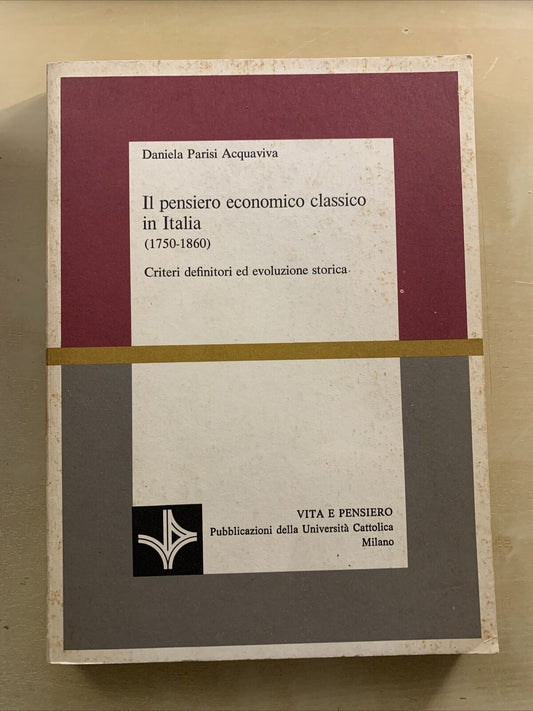 Daniela Parisi Acquaviva
Il pensiero economico classico
in Italia
(1750-1860)
Criteri definitori ed evoluzione storica
VITA E PENSIERO
Pubblicazioni della Università Cattolica
Milano